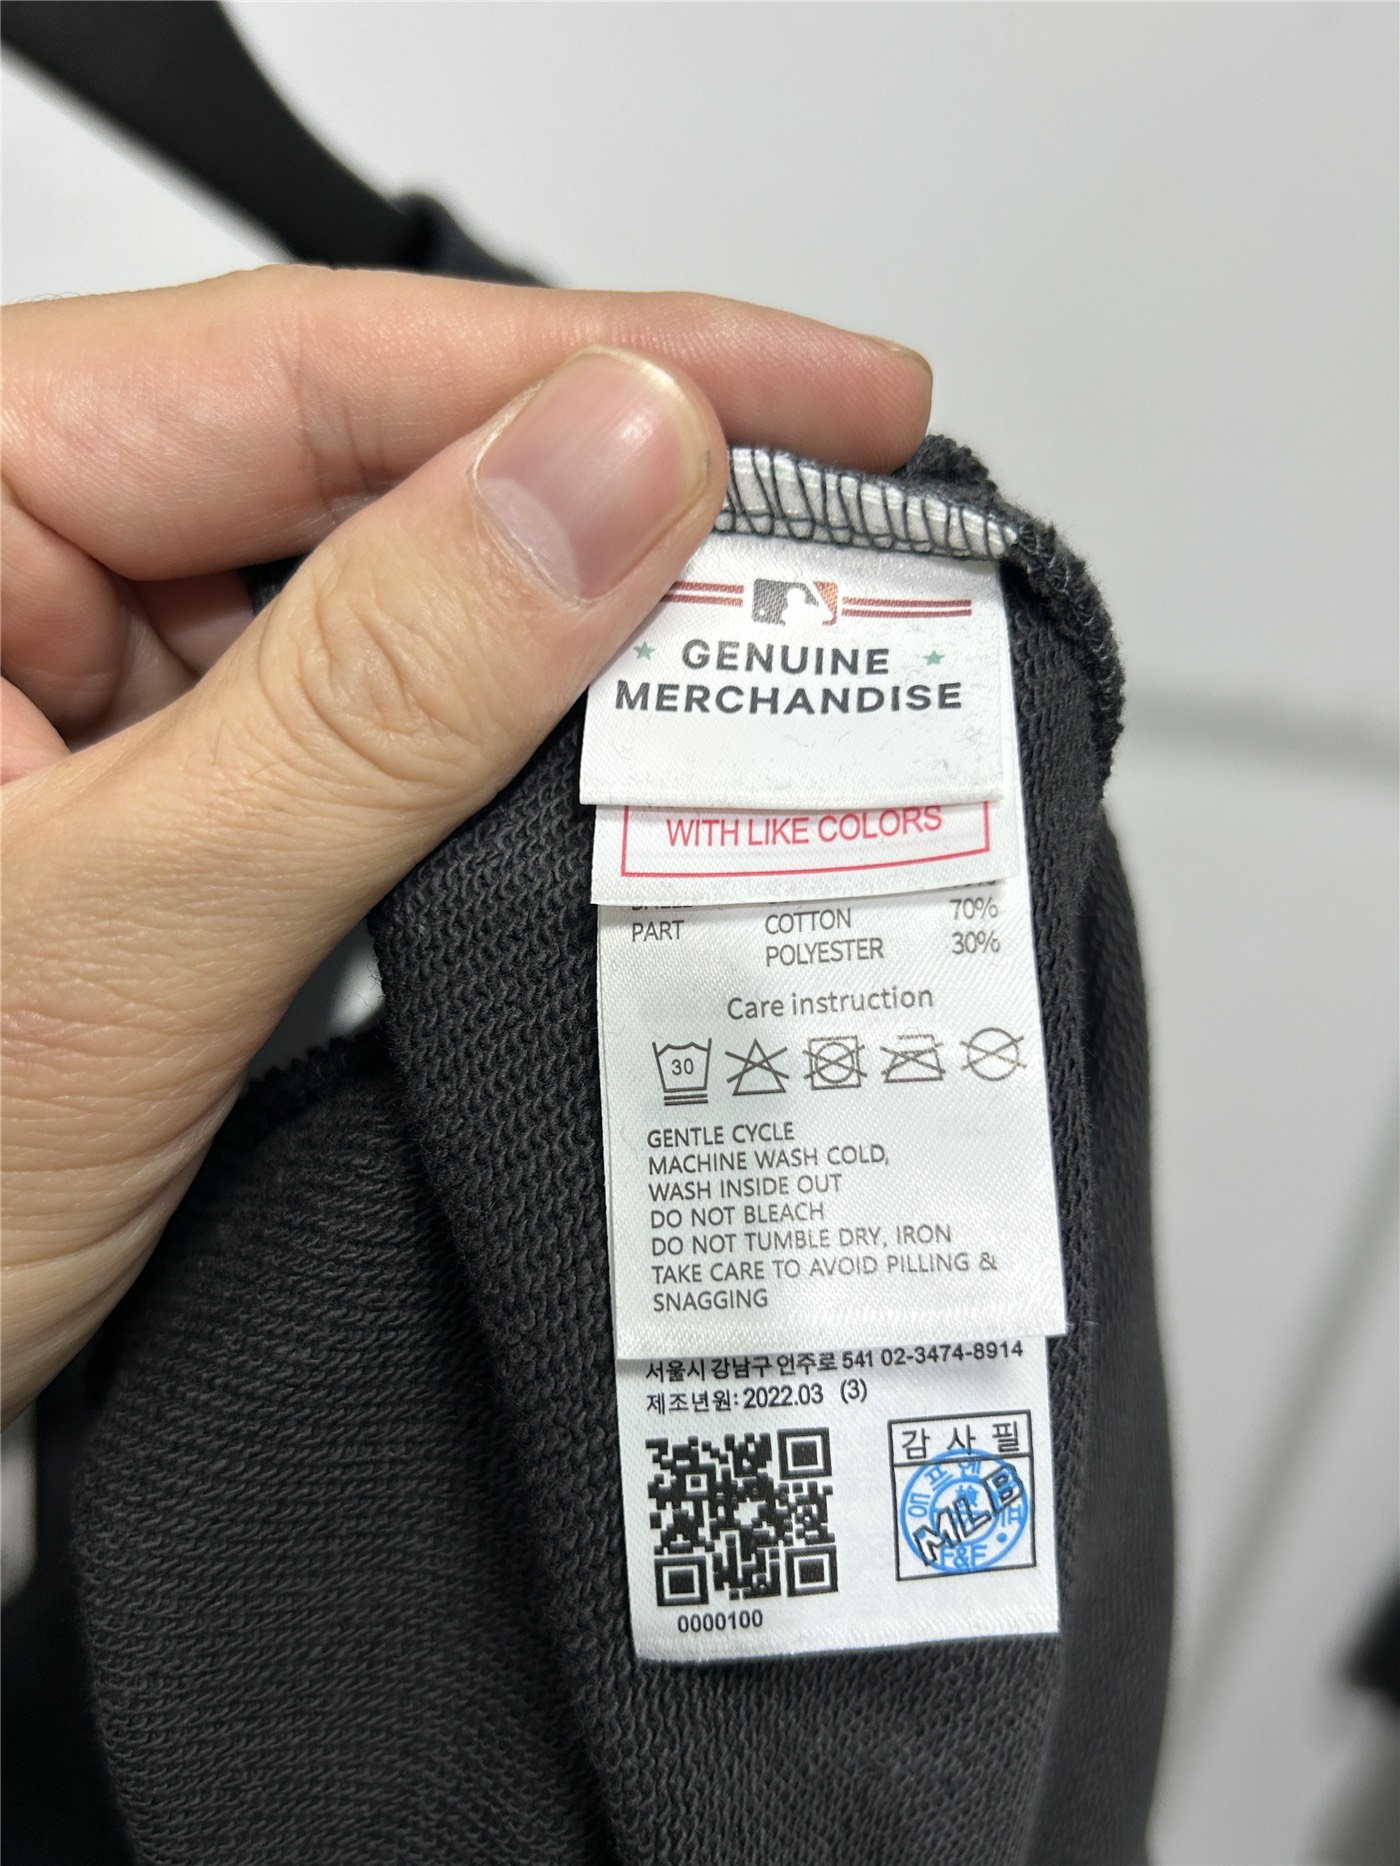 GENUINE
MERCHANDISE
WITH LIKE COLORS
PART COTTON 70%
POLYESTER 30%
Care instruction
30
GENTLE CYCLE
MACHINE WASH COLD,
WASH INSIDE OUT
DO NOT BLEACH
DO NOT TUMBLE DRY, IRON
TAKE CARE TO AVOID PILLING &
SNAGGING
서울시 강남구 언주로 541 02-3474-8914
제조년원: 2022.03 (3)
감사필
MLB
F&F
0000100